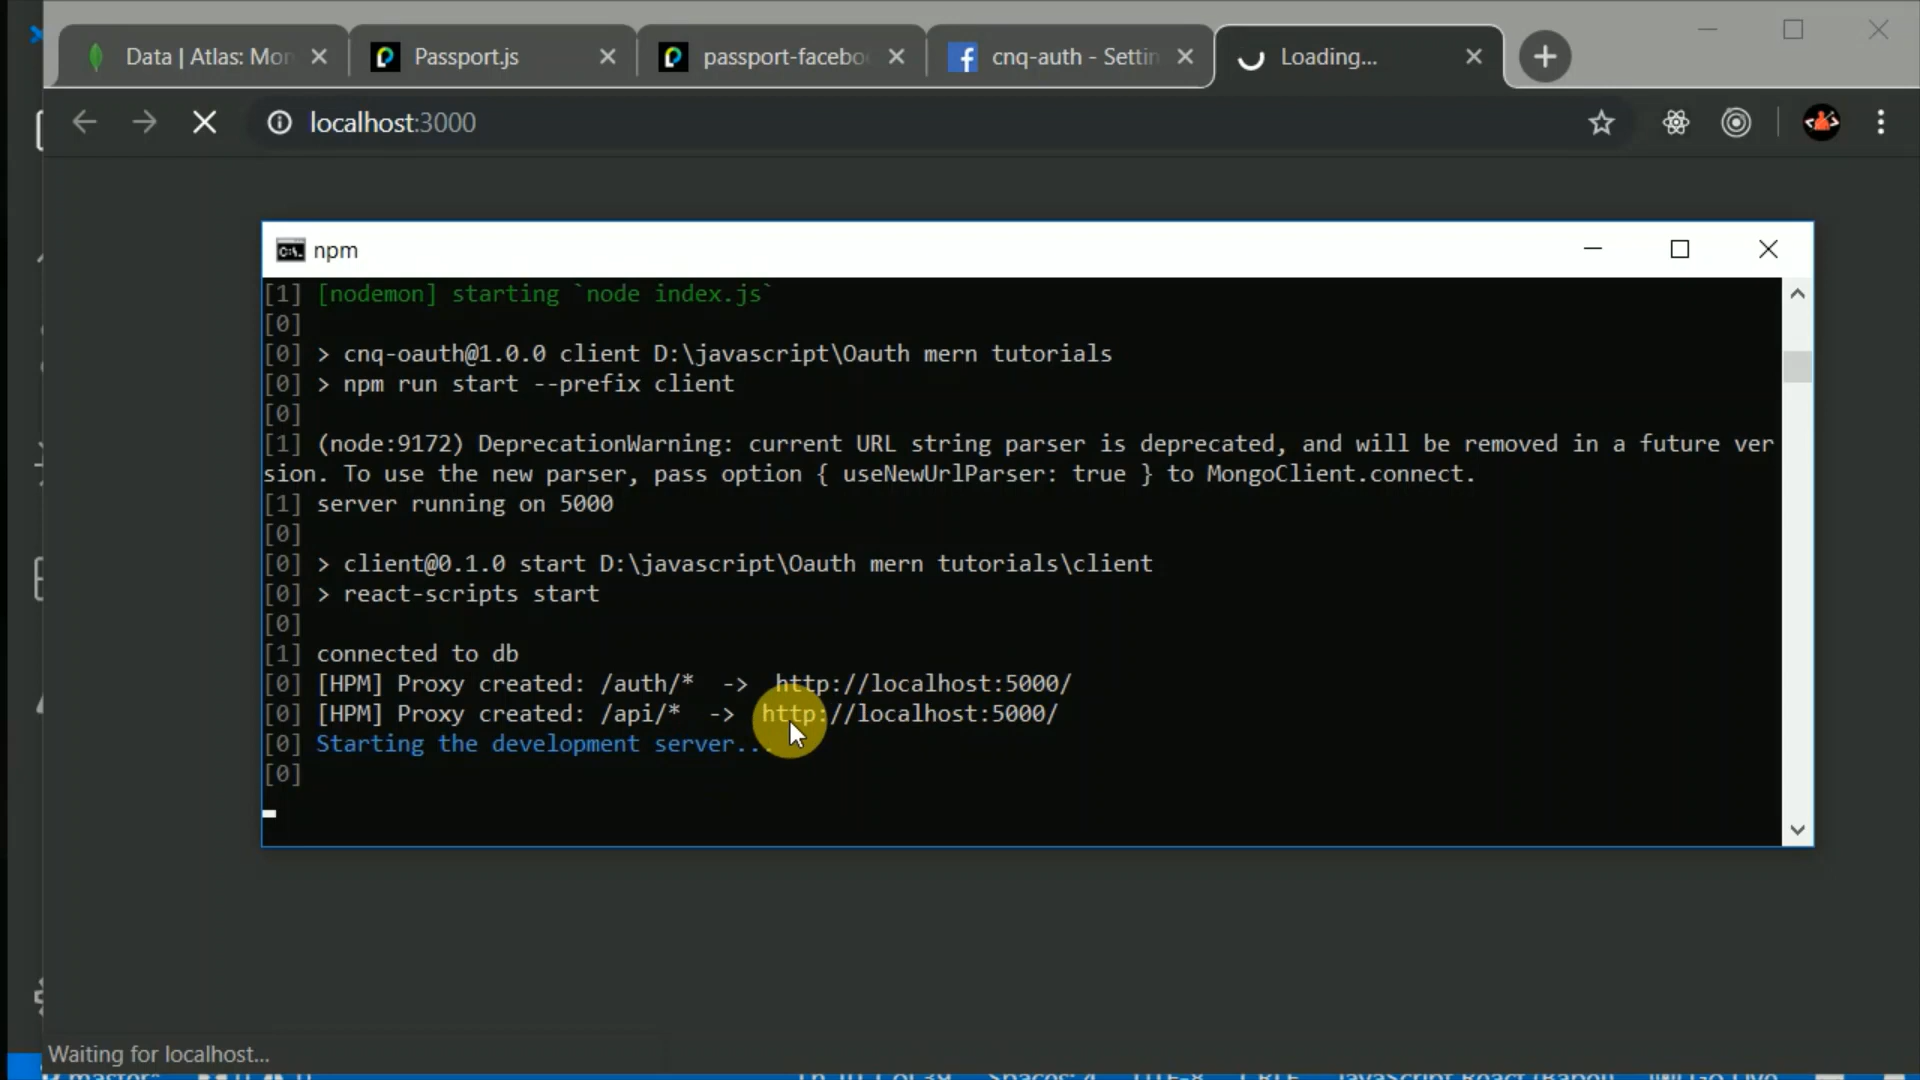 Data | Atlas: Mon
Passport.js
passport-facebo
cnq-auth - Settin
Loading...
localhost:3000
npm
[1] [nodemon] starting `node index.js`
[0]
[0] > cnq-oauth@1.0.0 client D:\javascript\Oauth mern tutorials
[0] > npm run start --prefix client
[0]
[1] (node:9172) DeprecationWarning: current URL string parser is deprecated, and will be removed in a future ver
sion. To use the new parser, pass option { useNewUrlParser: true } to MongoClient.connect.
[1] server running on 5000
[0]
[0] > client@0.1.0 start D:\javascript\Oauth mern tutorials\client
[0] > react-scripts start
[0]
[1] connected to db
[0] [HPM] Proxy created: /auth/*  ->  http://localhost:5000/
[0] [HPM] Proxy created: /api/*  ->  http://localhost:5000/
[0] Starting the development server...
[0]
Waiting for localhost...